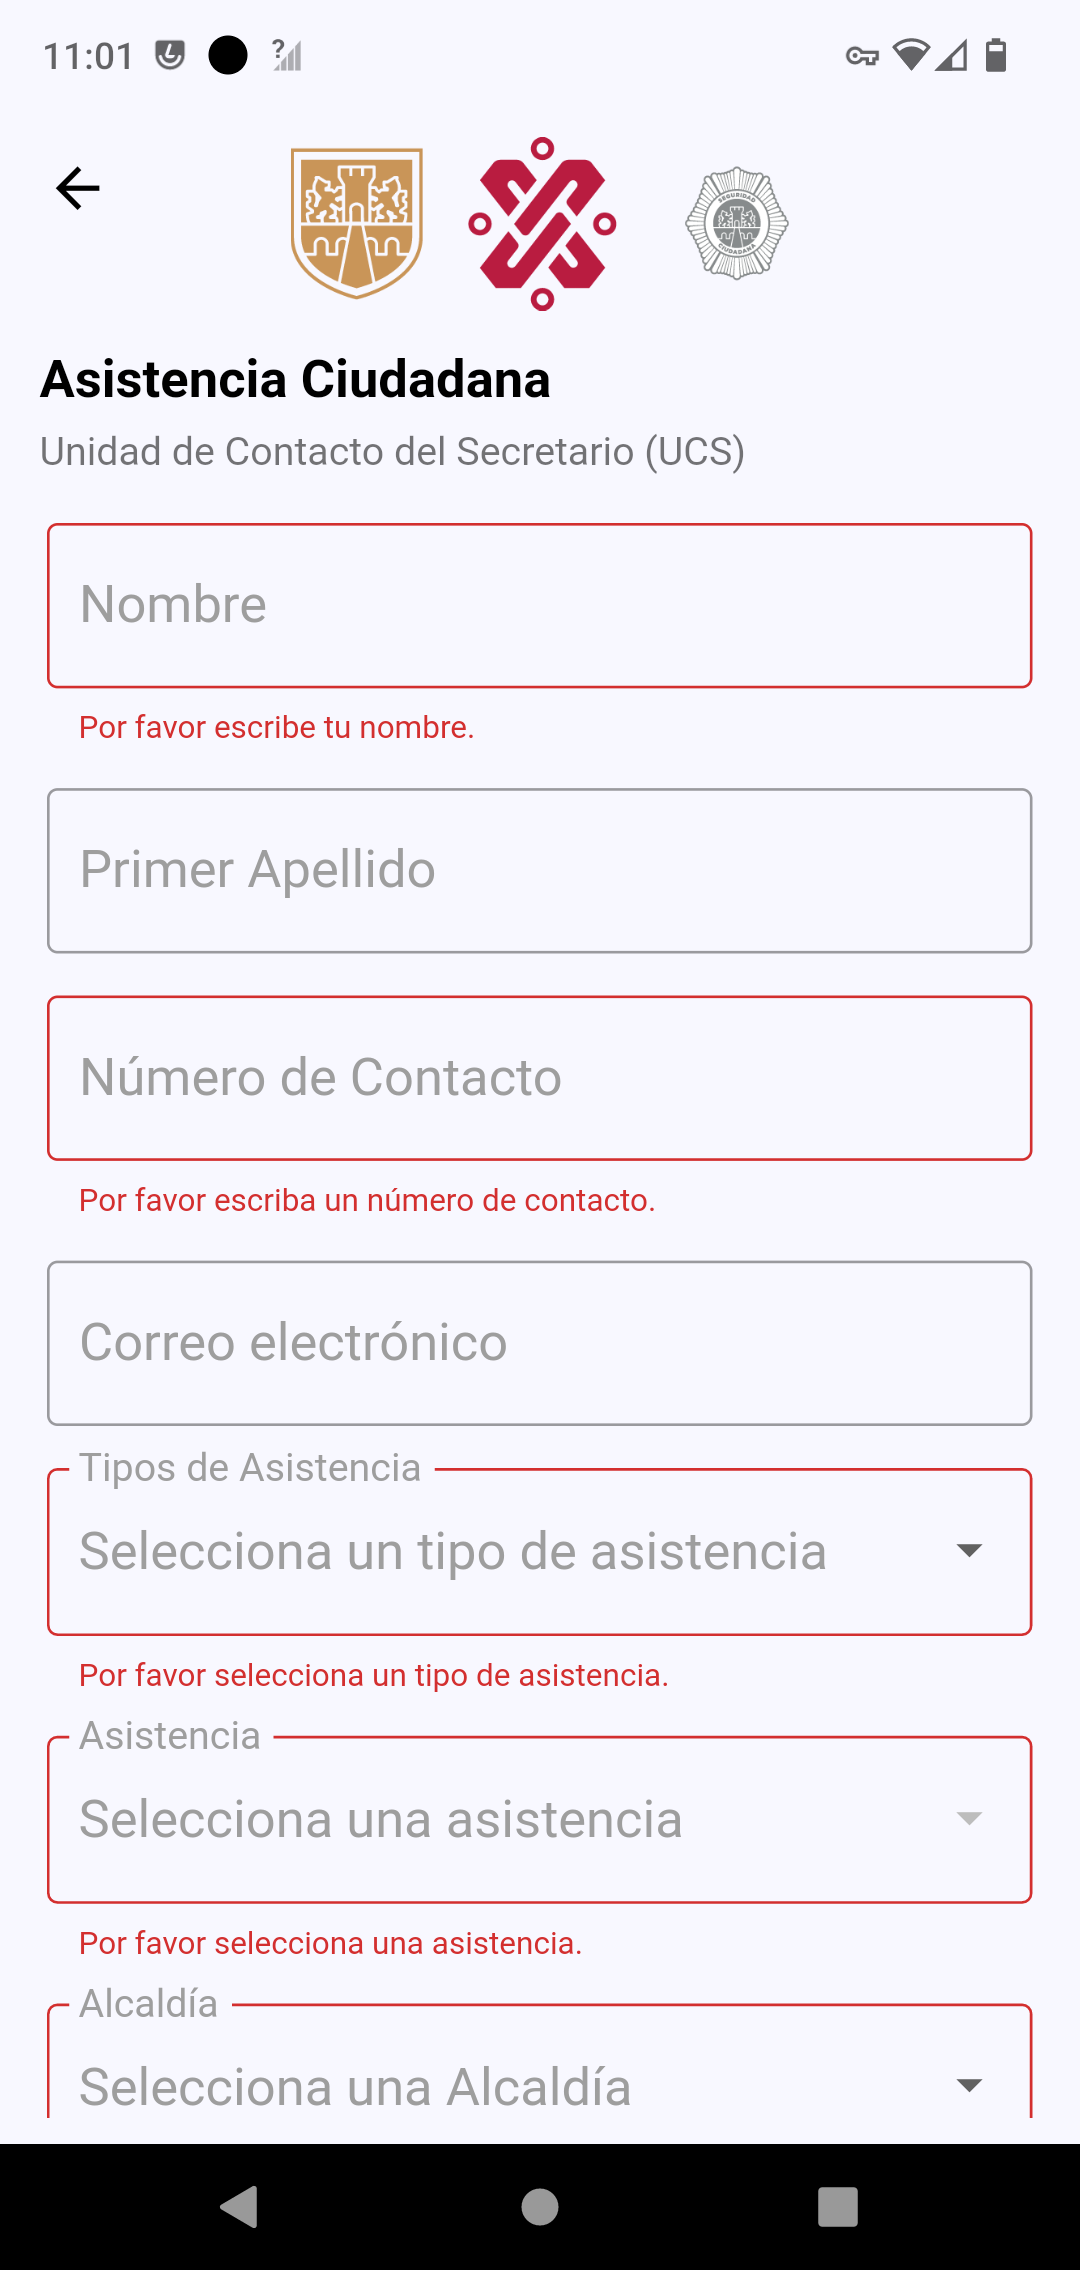 11:01
SEGURIDAD
CIUDADANA
Asistencia Ciudadana
Unidad de Contacto del Secretario (UCS)
Nombre
Por favor escribe tu nombre.
Primer Apellido
Número de Contacto
Por favor escriba un número de contacto.
Correo electrónico
Tipos de Asistencia
Selecciona un tipo de asistencia
Por favor selecciona un tipo de asistencia.
Asistencia
Selecciona una asistencia
Por favor selecciona una asistencia.
Alcaldía
Selecciona una Alcaldía